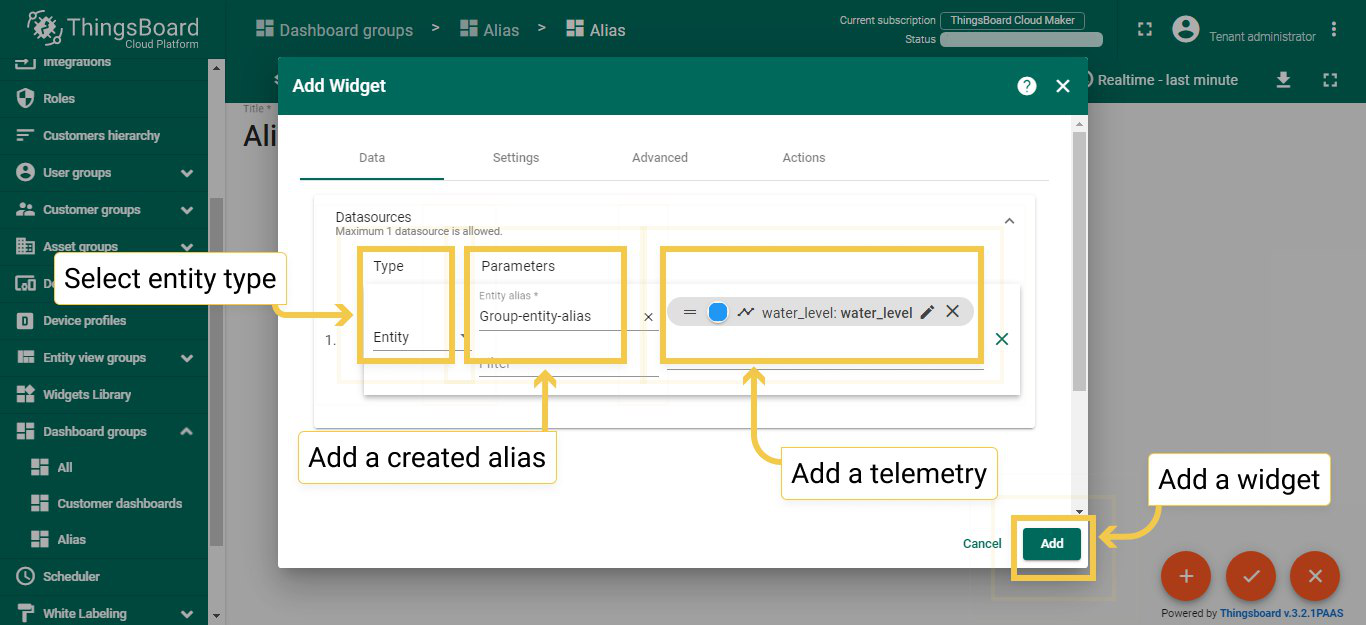 ThingsBoard
Cloud Platform
Dashboard groups > Alias > Alias
Current subscription ThingsBoard Cloud Maker
Status
Tenant administrator
Integrations
Roles
Customers hierarchy
User groups
Customer groups
Asset groups
De
Device profiles
Entity view groups
Widgets Library
Dashboard groups
All
Customer dashboards
Alias
Scheduler
White Labeling
Realtime - last minute
Title *
Ali
Add Widget
?
Data Settings Advanced Actions
Datasources
Maximum 1 datasource is allowed.
Type Parameters
Entity alias *
Group-entity-alias
water_level: water_level
1.
Entity
Filter
Select entity type
Add a created alias
Add a telemetry
Add a widget
Cancel Add
Powered by Thingsboard v.3.2.1PAAS